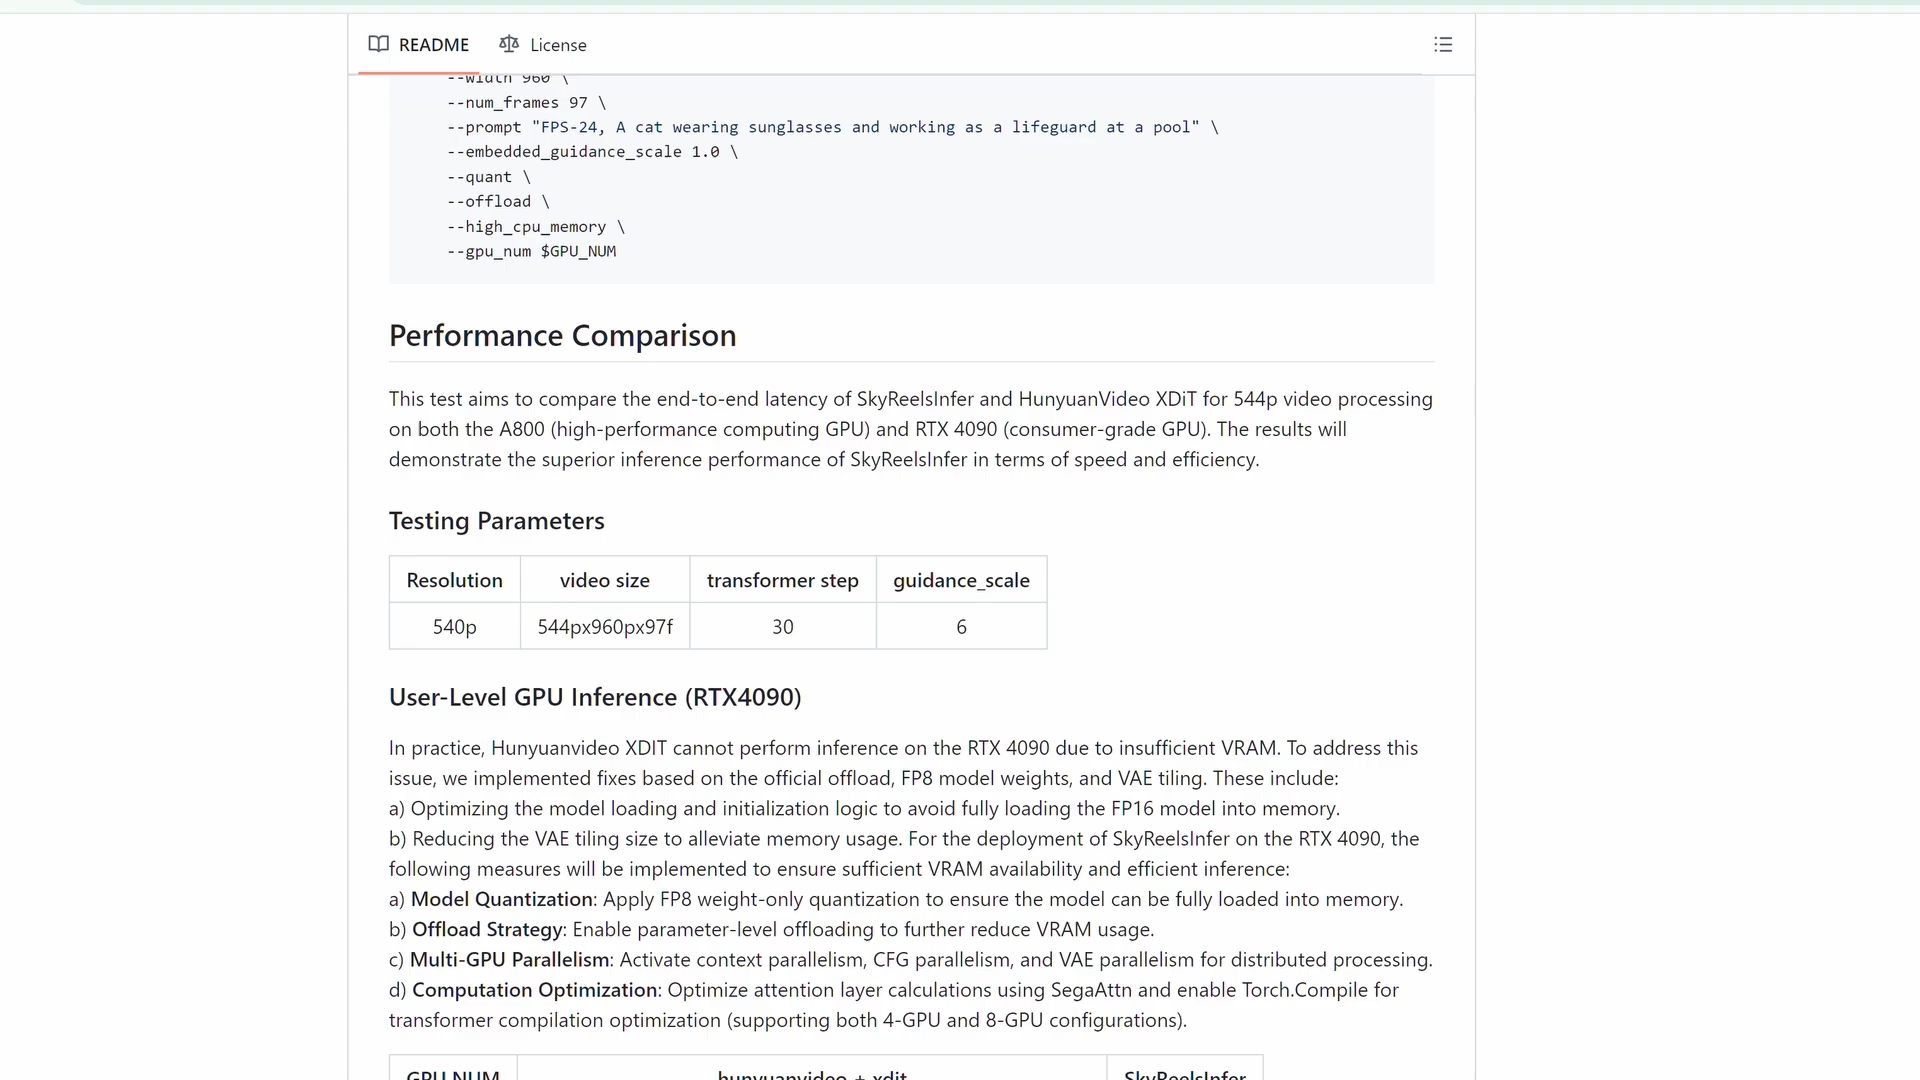 README
License
--width 960 \
--num_frames 97 \
--prompt "FPS-24, A cat wearing sunglasses and working as a lifeguard at a pool" \
--embedded_guidance_scale 1.0 \
--quant \
--offload \
--high_cpu_memory \
--gpu_num $GPU_NUM
Performance Comparison
This test aims to compare the end-to-end latency of SkyReelsInfer and HunyuanVideo XDiT for 544p video processing
on both the A800 (high-performance computing GPU) and RTX 4090 (consumer-grade GPU). The results will
demonstrate the superior inference performance of SkyReelsInfer in terms of speed and efficiency.
Testing Parameters
Resolution video size transformer step guidance_scale
540p 544px960px97f 30 6
User-Level GPU Inference (RTX4090)
In practice, Hunyuanvideo XDIT cannot perform inference on the RTX 4090 due to insufficient VRAM. To address this
issue, we implemented fixes based on the official offload, FP8 model weights, and VAE tiling. These include:
a) Optimizing the model loading and initialization logic to avoid fully loading the FP16 model into memory.
b) Reducing the VAE tiling size to alleviate memory usage. For the deployment of SkyReelsInfer on the RTX 4090, the
following measures will be implemented to ensure sufficient VRAM availability and efficient inference:
a) Model Quantization: Apply FP8 weight-only quantization to ensure the model can be fully loaded into memory.
b) Offload Strategy: Enable parameter-level offloading to further reduce VRAM usage.
c) Multi-GPU Parallelism: Activate context parallelism, CFG parallelism, and VAE parallelism for distributed processing.
d) Computation Optimization: Optimize attention layer calculations using SegaAttn and enable Torch.Compile for
transformer compilation optimization (supporting both 4-GPU and 8-GPU configurations).
GPU NUM hunyuanvideo + xdit SkyReelsInfer